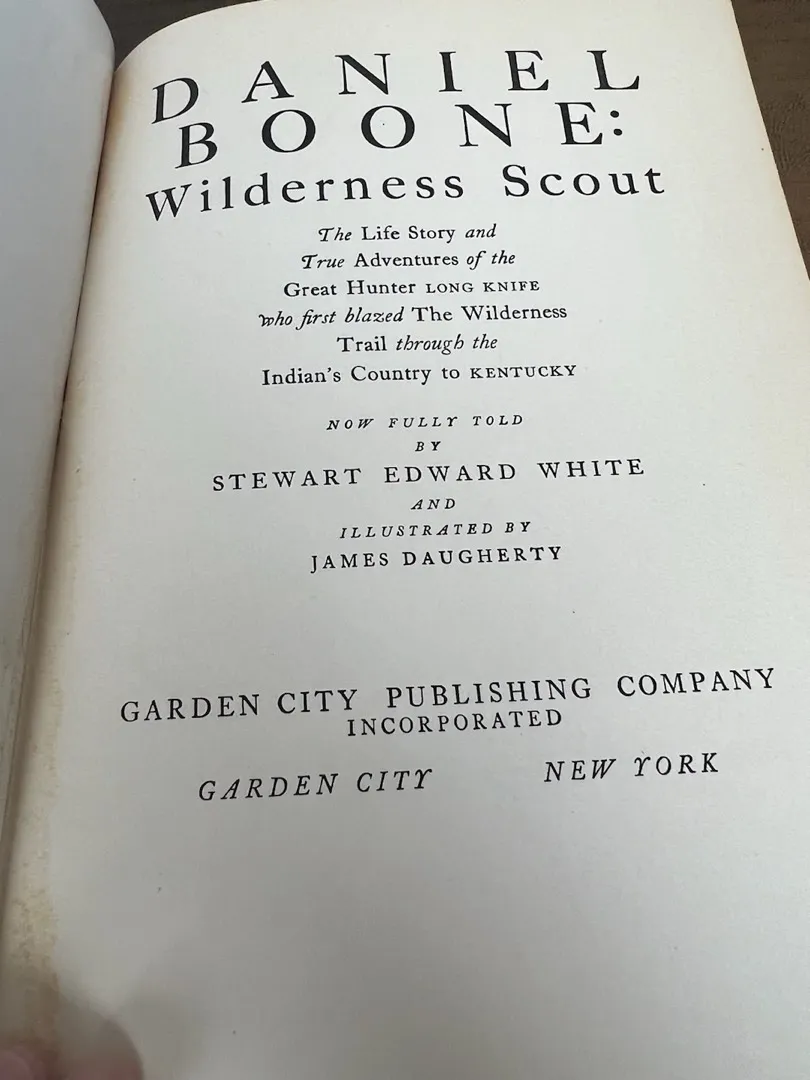 DANIEL
BOONE:
Wilderness Scout
The Life Story and
True Adventures of the
Great Hunter LONG KNIFE
who first blazed The Wilderness
Trail through the
Indian's Country to KENTUCKY
NOW FULLY TOLD
BY
STEWART EDWARD WHITE
AND
ILLUSTRATED BY
JAMES DAUGHERTY
GARDEN CITY PUBLISHING COMPANY
INCORPORATED
GARDEN CITY NEW YORK